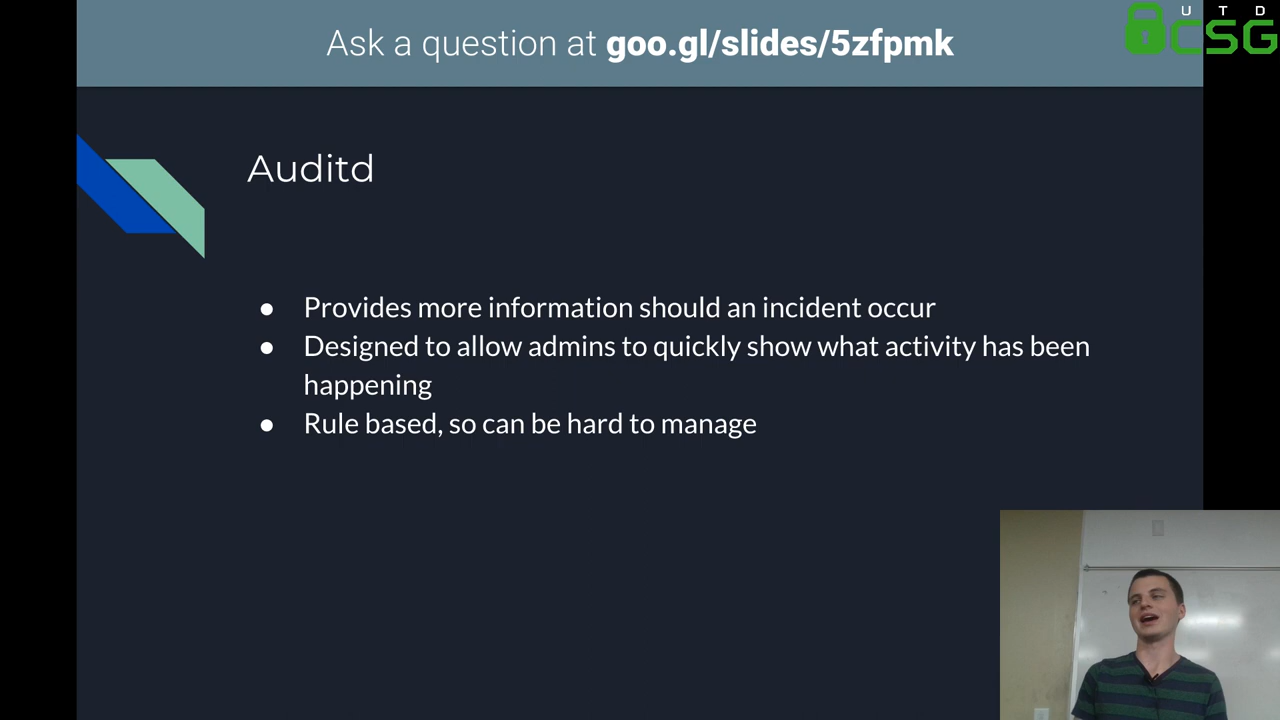 Ask a question at goo.gl/slides/5zfpmk
UTD
CSG
Auditd
● Provides more information should an incident occur
● Designed to allow admins to quickly show what activity has been
happening
● Rule based, so can be hard to manage